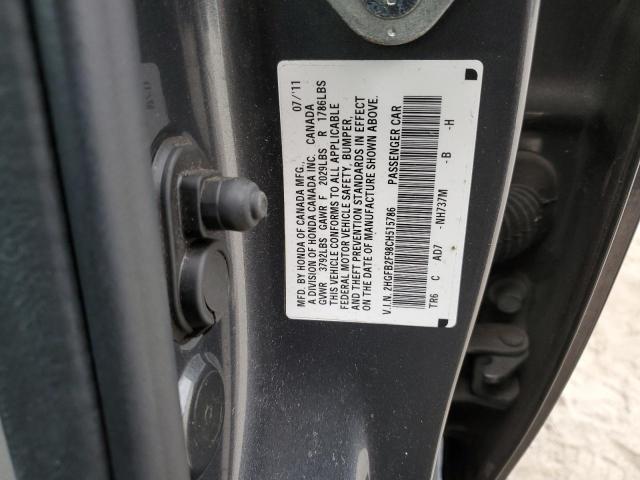 MFD. BY HONDA OF CANADA MFG., 07/'11
A DIVISION OF HONDA CANADA INC. CANADA
GVWR 3792LBS GAWR F 2029LBS R 1786LBS
THIS VEHICLE CONFORMS TO ALL APPLICABLE
FEDERAL MOTOR VEHICLE SAFETY, BUMPER,
AND THEFT PREVENTION STANDARDS IN EFFECT
ON THE DATE OF MANUFACTURE SHOWN ABOVE.
V.I.N. 2HGFB2F98CH515786 PASSENGER CAR
TR6 C AD7 -NH737M -B -H